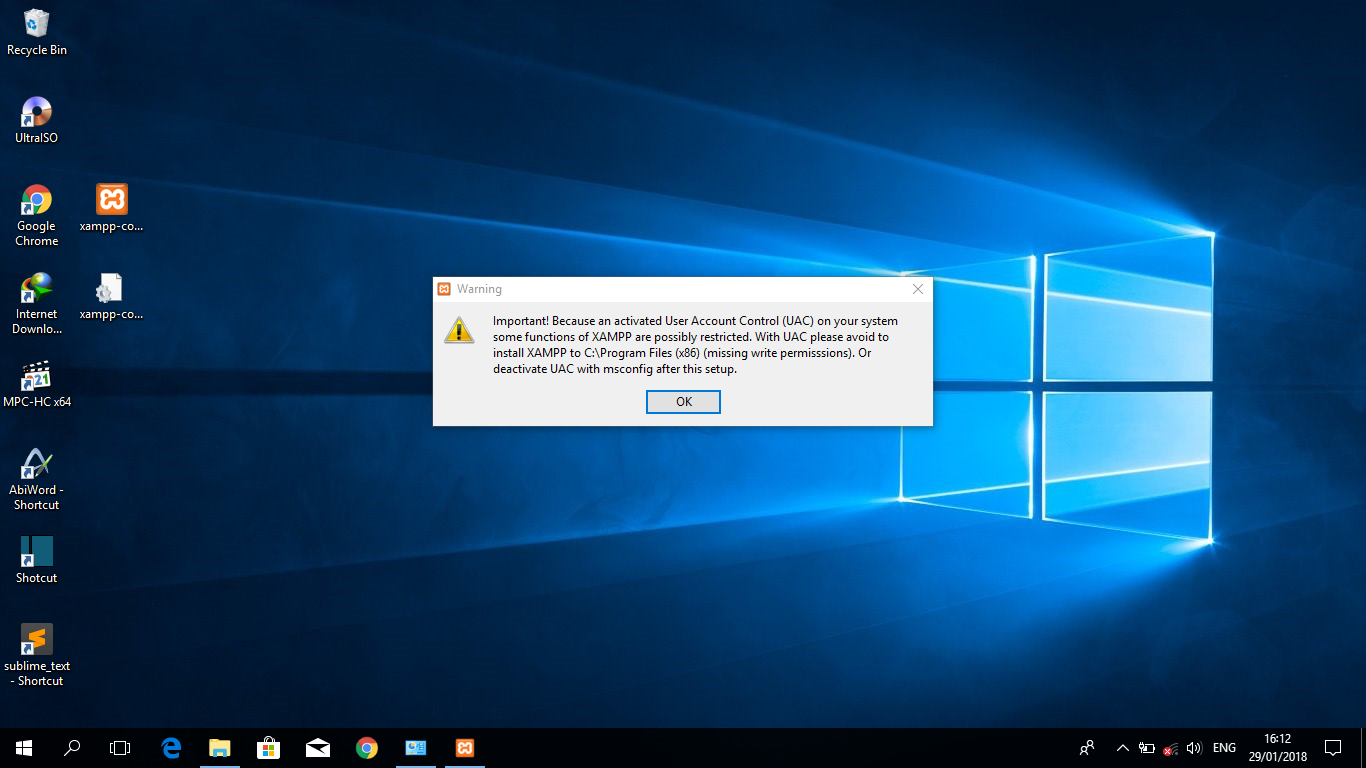 Recycle Bin
UltraISO
Google
Chrome
xampp-co...
Internet
Downlo...
xampp-co...
MPC-HC x64
AbiWord -
Shortcut
Shotcut
sublime_text
- Shortcut
Warning
Important! Because an activated User Account Control (UAC) on your system
some functions of XAMPP are possibly restricted. With UAC please avoid to
install XAMPP to C:\Program Files (x86) (missing write permisssions). Or
deactivate UAC with msconfig after this setup.
OK
ENG
16:12
29/01/2018